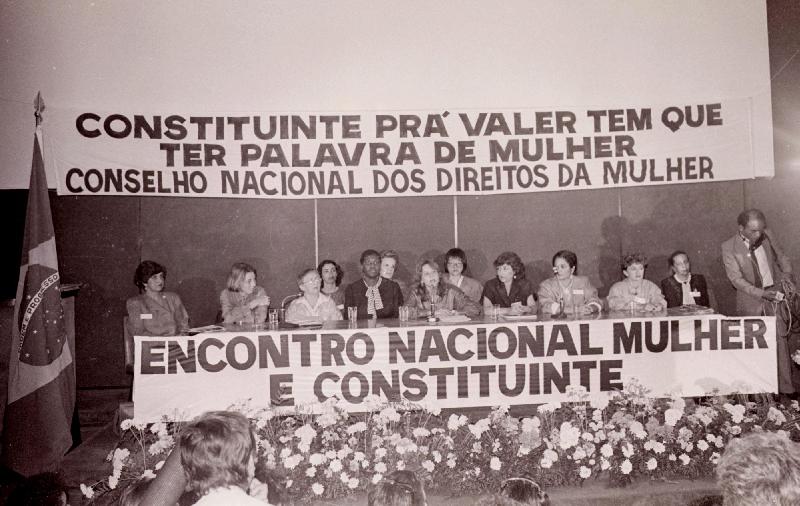 CONSTITUINTE PRÁ VALER TEM QUE
TER PALAVRA DE MULHER
CONSELHO NACIONAL DOS DIREITOS DA MULHER
PROGRESSO
ENCONTRO NACIONAL MULHER
E CONSTITUINTE